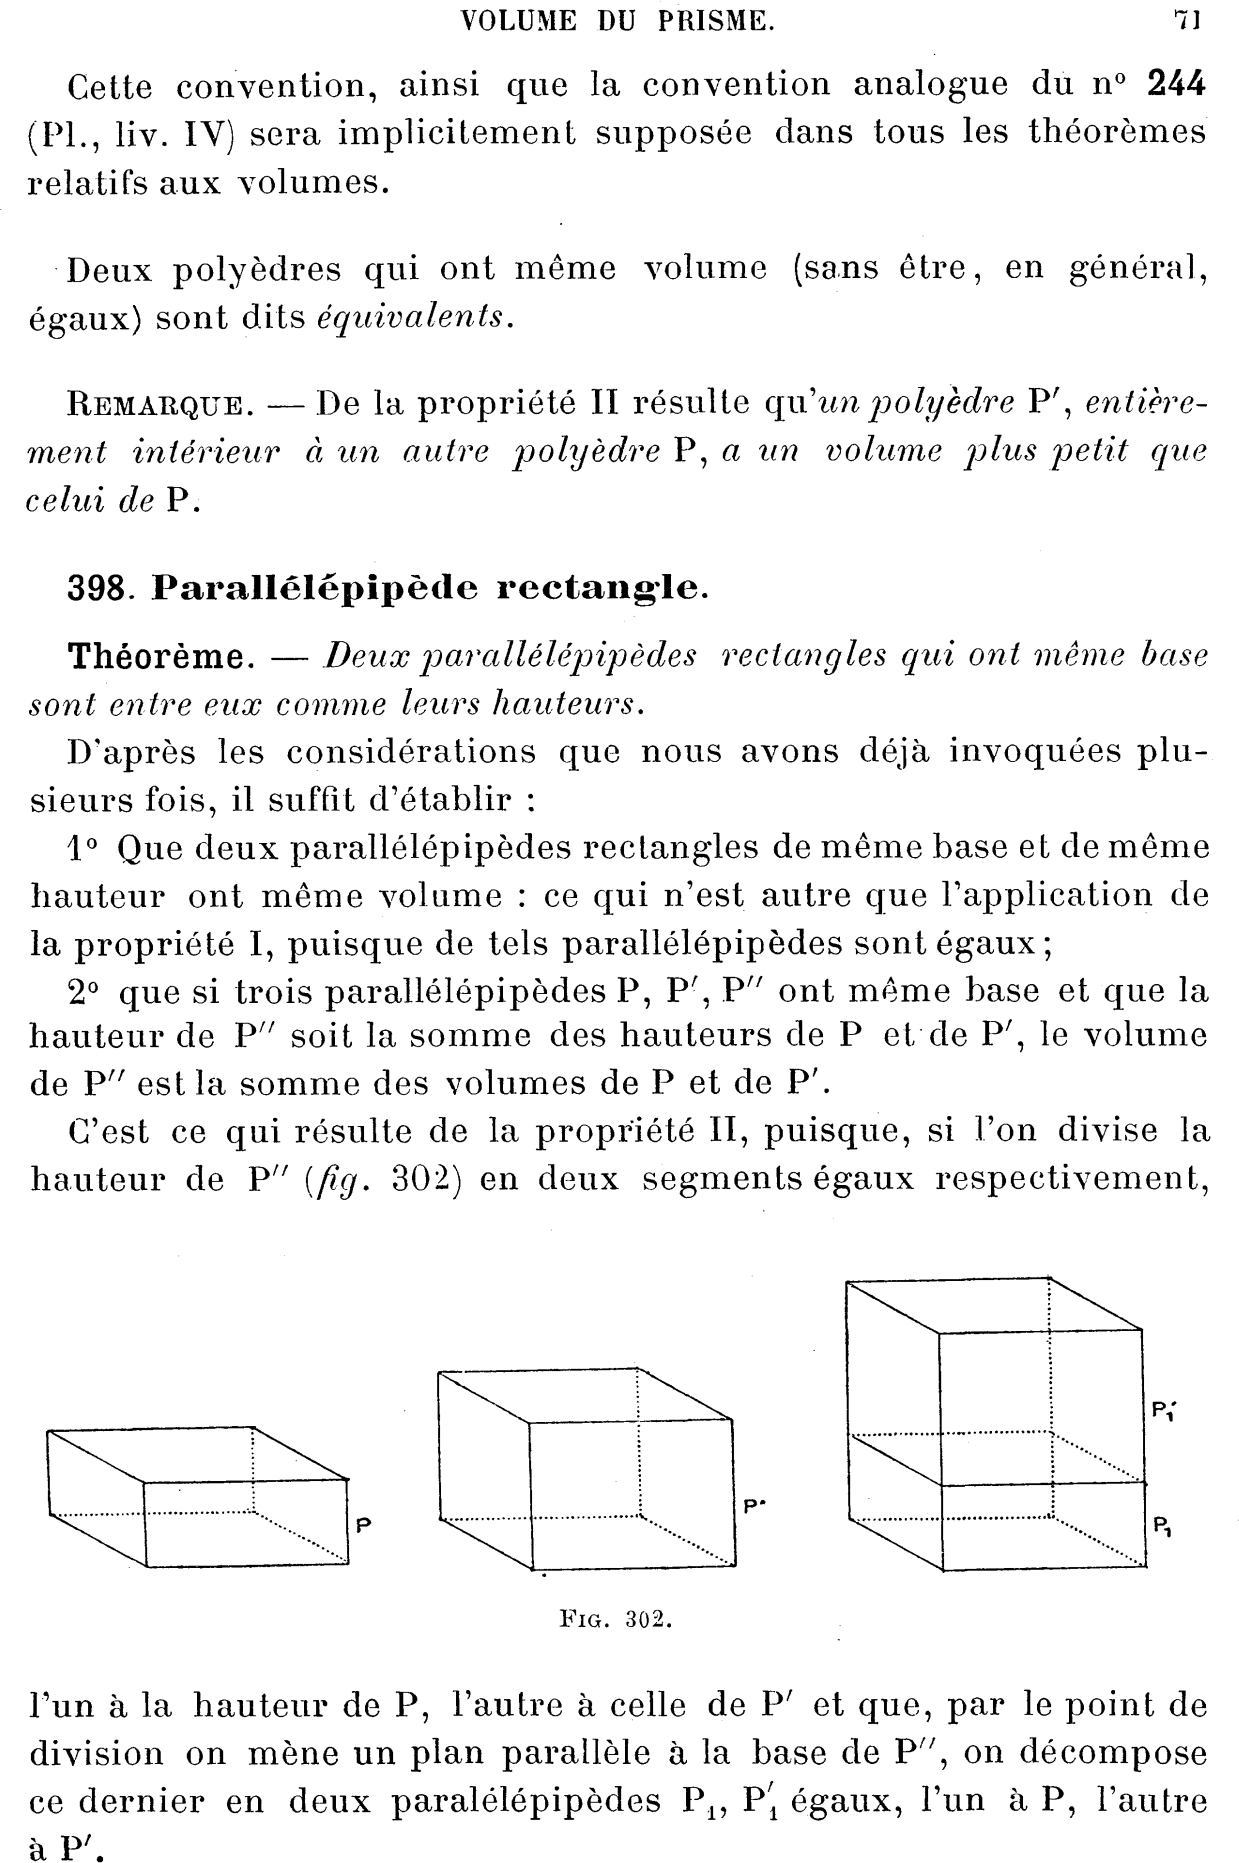 VOLUME DU PRISME. 71
Cette convention, ainsi que la convention analogue du nº 244
(Pl., liv. IV) sera implicitement supposée dans tous les théorèmes
relatifs aux volumes.
Deux polyèdres qui ont même volume (sans être, en général,
égaux) sont dits équivalents.
REMARQUE. — De la propriété II résulte qu'un polyèdre P′, entière-
ment intérieur à un autre polyèdre P, a un volume plus petit que
celui de P.
398. Parallélépipède rectangle.
Théorème. — Deux parallélépipèdes rectangles qui ont même base
sont entre eux comme leurs hauteurs.
D'après les considérations que nous avons déjà invoquées plu-
sieurs fois, il suffit d'établir :
1º Que deux parallélépipèdes rectangles de même base et de même
hauteur ont même volume : ce qui n'est autre que l'application de
la propriété I, puisque de tels parallélépipèdes sont égaux ;
2º que si trois parallélépipèdes P, P′, P″ ont même base et que la
hauteur de P″ soit la somme des hauteurs de P et de P′, le volume
de P″ est la somme des volumes de P et de P′.
C'est ce qui résulte de la propriété II, puisque, si l'on divise la
hauteur de P″ (fig. 302) en deux segments égaux respectivement,
P
P′
P₁′
P₁
FIG. 302.
l'un à la hauteur de P, l'autre à celle de P′ et que, par le point de
division on mène un plan parallèle à la base de P″, on décompose
ce dernier en deux paralélépipèdes P₁, P′₁ égaux, l'un à P, l'autre
à P′.